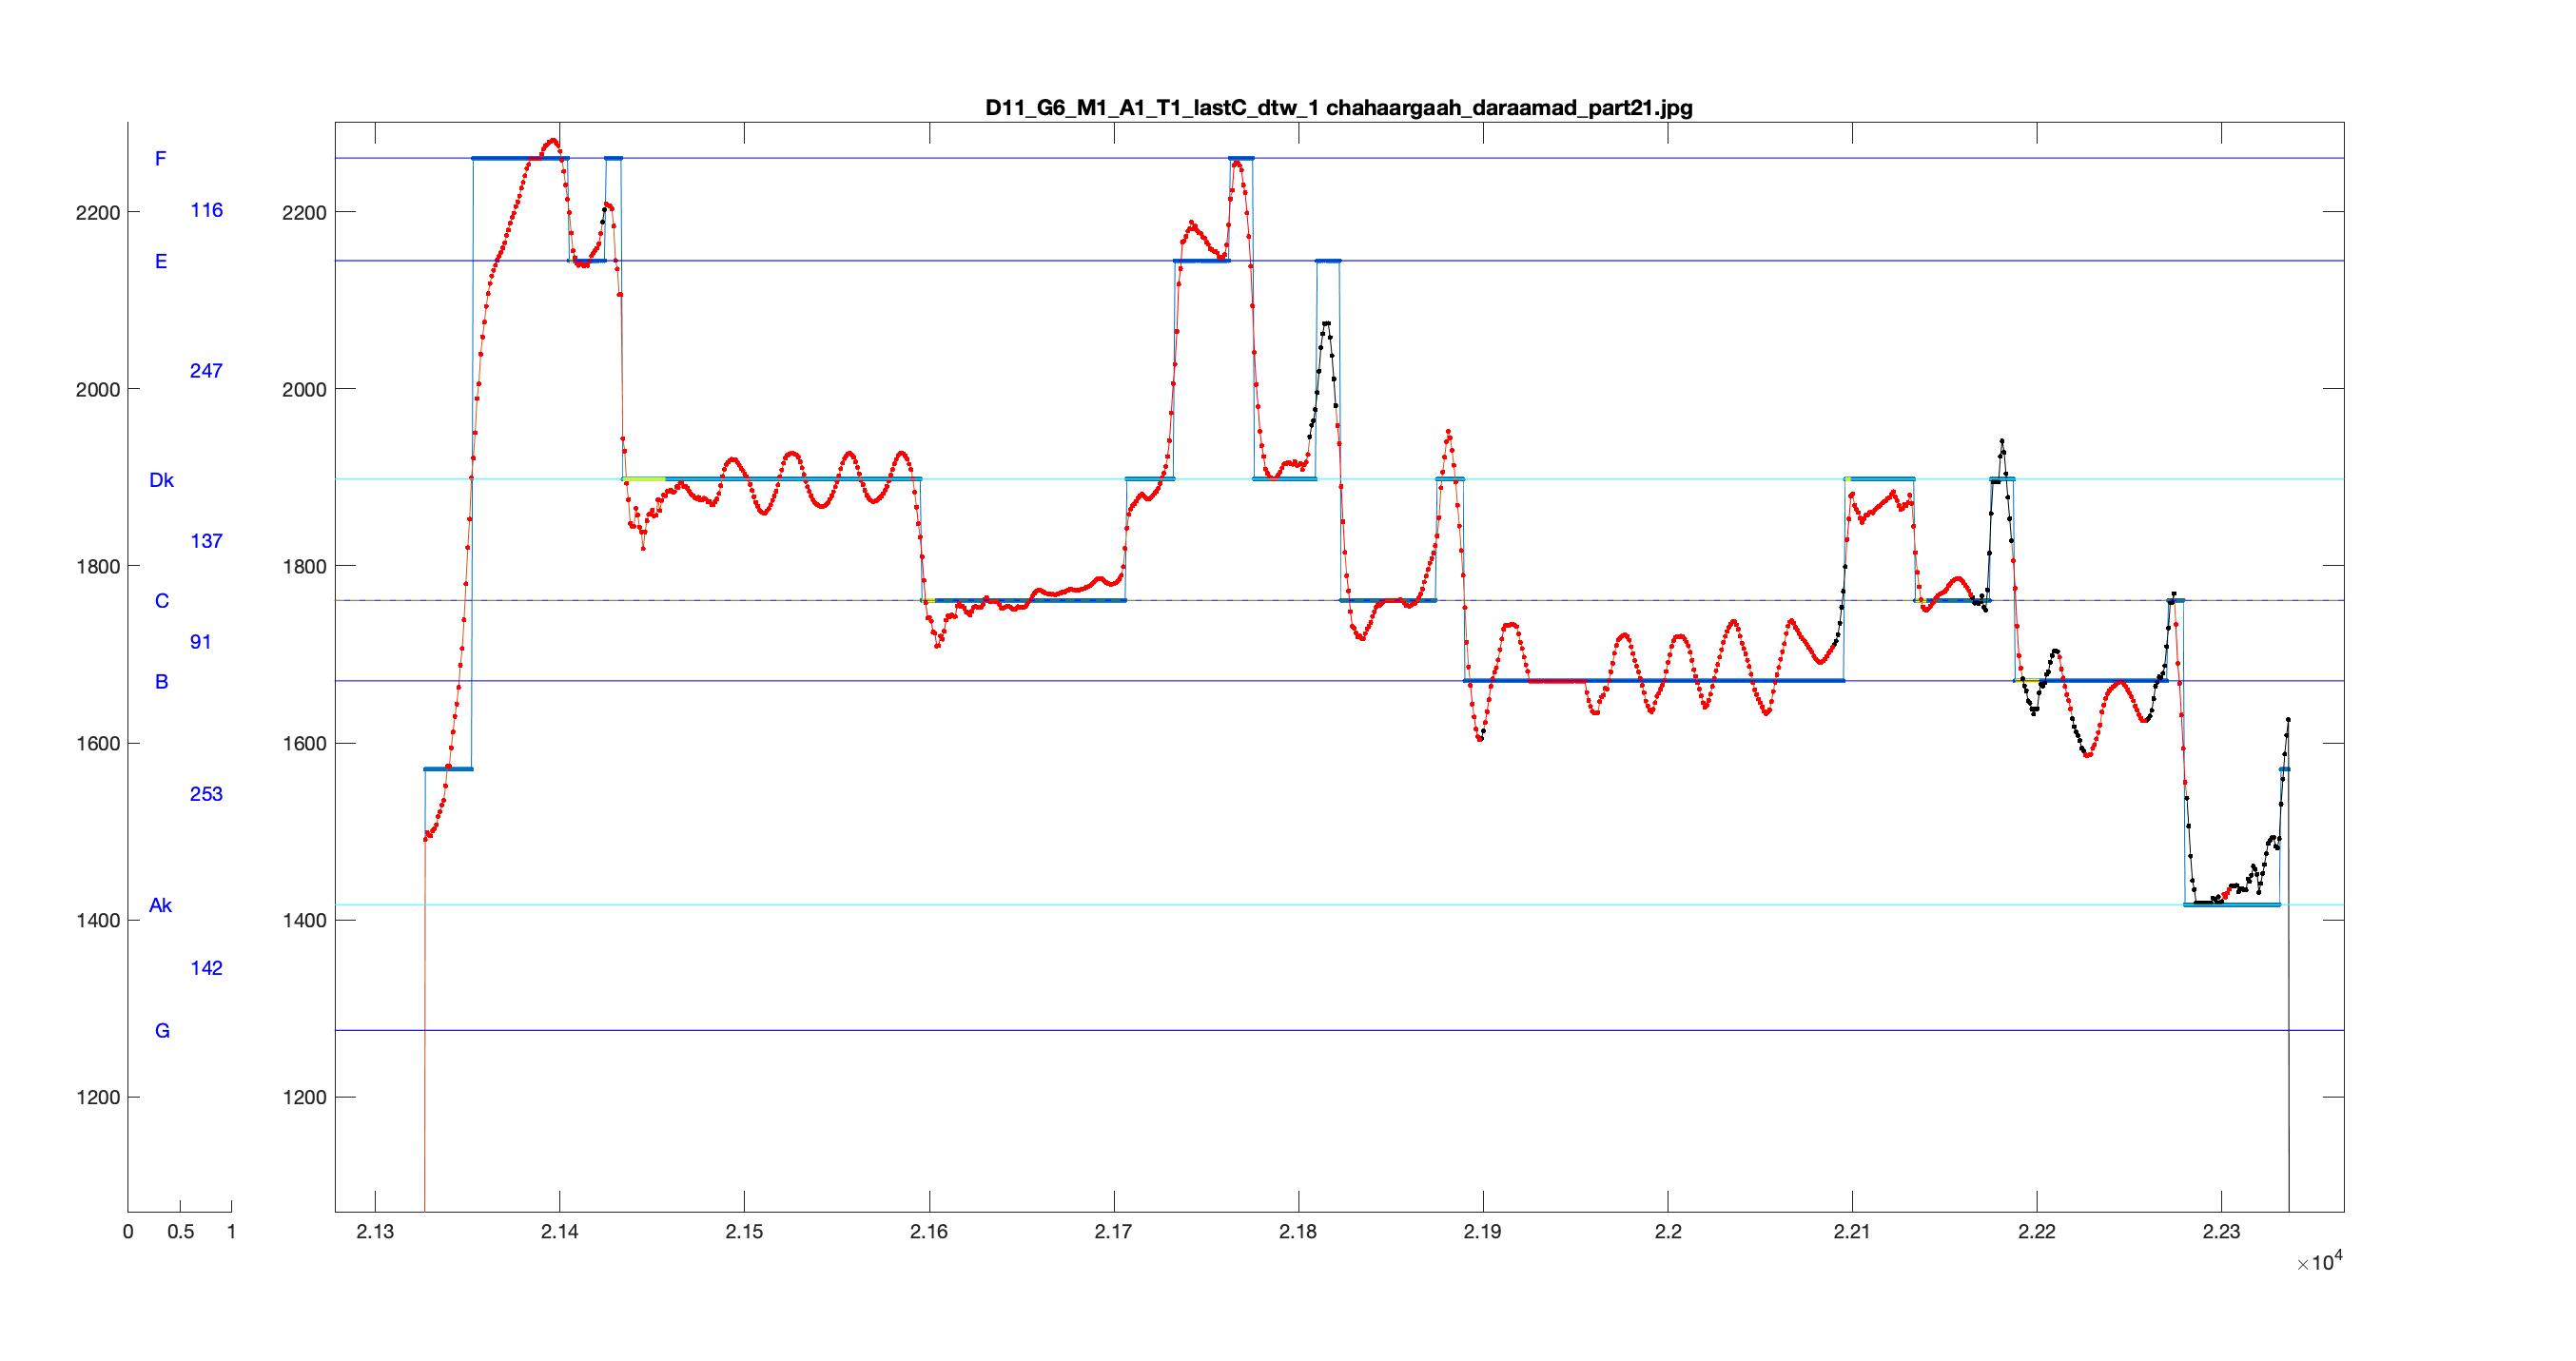 D11_G6_M1_A1_T1_lastC_dtw_1 chahaargaah_daraamad_part21.jpg
F
2200 116 2200
E
247
2000 2000
Dk
137
1800 1800
C
91
B
1600 1600
253
Ak
1400 1400
142
G
1200 1200
0 0.5 1 2.13 2.14 2.15 2.16 2.17 2.18 2.19 2.2 2.21 2.22 2.23
×10^4